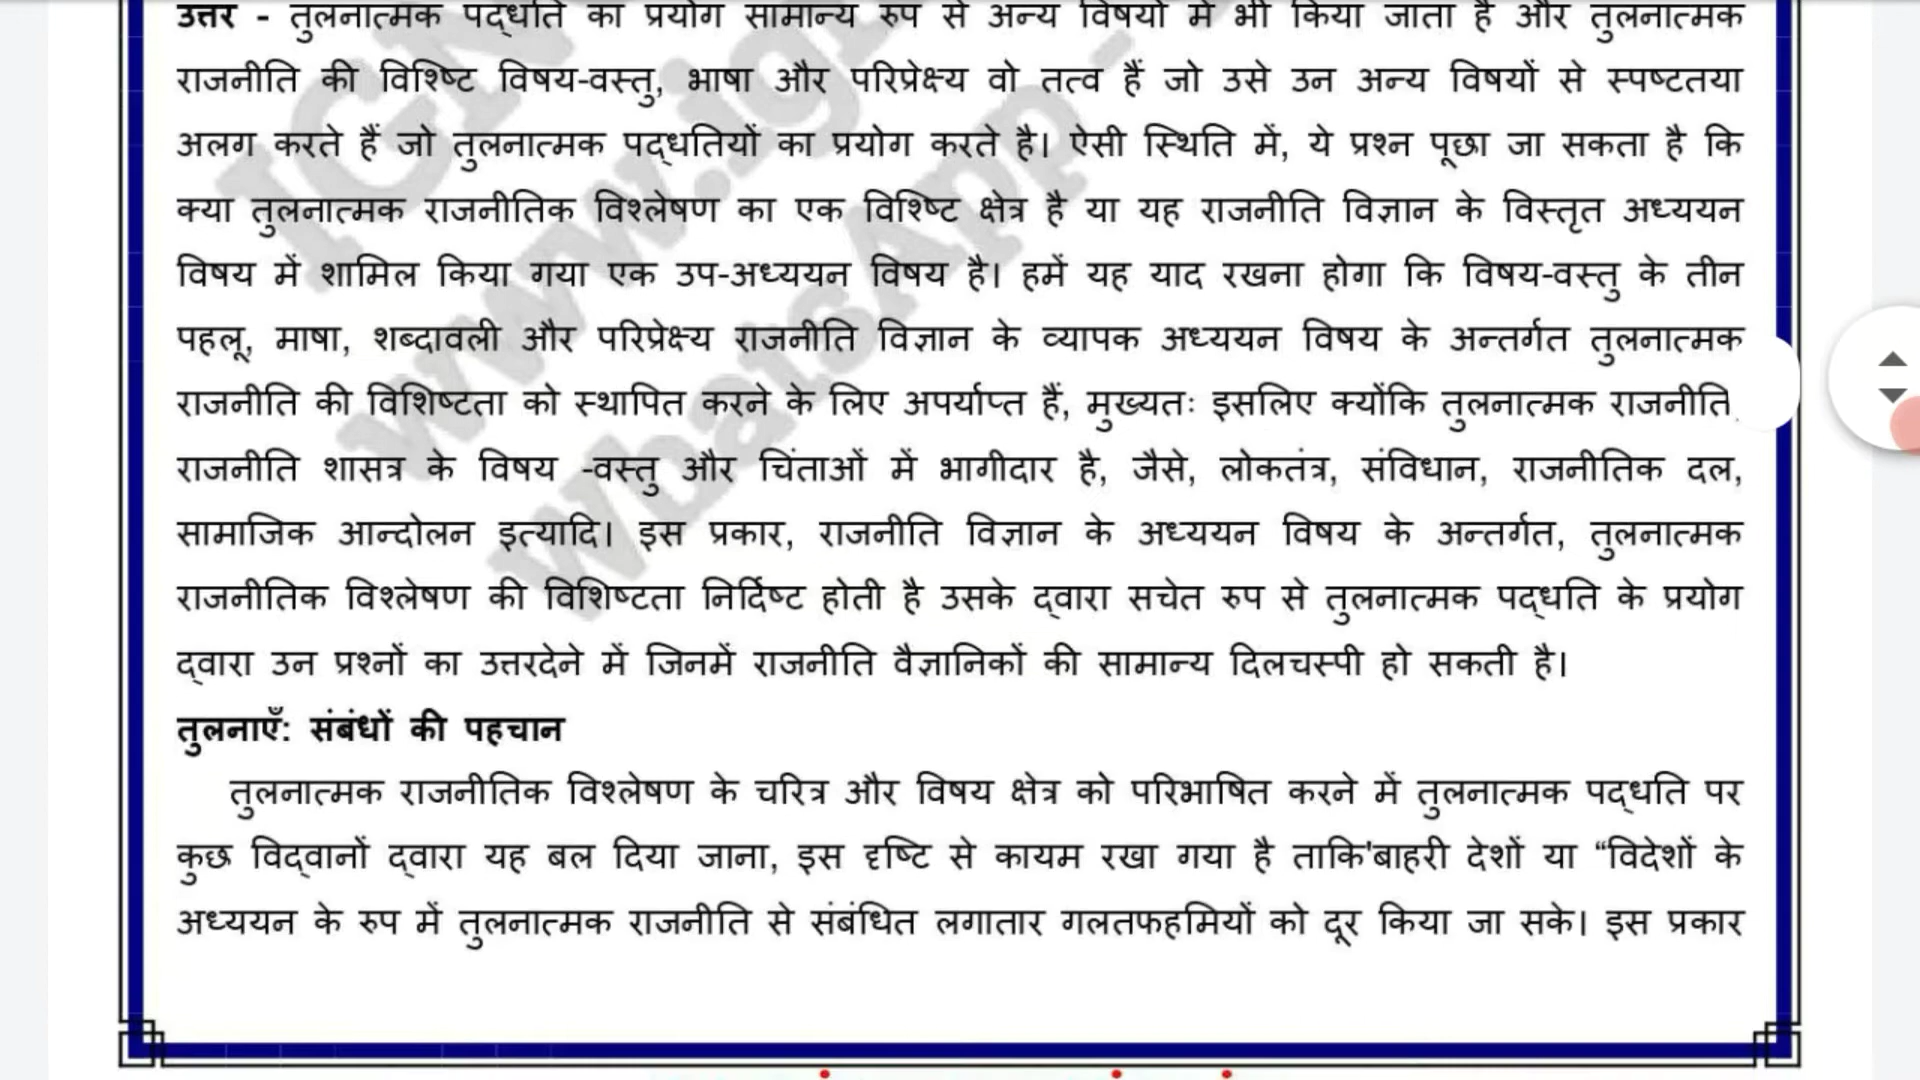 उत्तर - तुलनात्मक पद्धति का प्रयोग सामान्य रुप से अन्य विषयों में भी किया जाता है और तुलनात्मक
राजनीति की विश्ष्टि विषय-वस्तु, भाषा और परिप्रेक्ष्य वो तत्व हैं जो उसे उन अन्य विषयों से स्पष्टतया
अलग करते हैं जो तुलनात्मक पद्धतियों का प्रयोग करते है। ऐसी स्थिति में, ये प्रश्न पूछा जा सकता है कि
क्या तुलनात्मक राजनीतिक विश्लेषण का एक विश्ष्टि क्षेत्र है या यह राजनीति विज्ञान के विस्तृत अध्ययन
विषय में शामिल किया गया एक उप-अध्ययन विषय है। हमें यह याद रखना होगा कि विषय-वस्तु के तीन
पहलू, माषा, शब्दावली और परिप्रेक्ष्य राजनीति विज्ञान के व्यापक अध्ययन विषय के अन्तर्गत तुलनात्मक
राजनीति की विशिष्टता को स्थापित करने के लिए अपर्याप्त हैं, मुख्यतः इसलिए क्योंकि तुलनात्मक राजनीति
राजनीति शासत्र के विषय -वस्तु और चिंताओं में भागीदार है, जैसे, लोकतंत्र, संविधान, राजनीतिक दल,
सामाजिक आन्दोलन इत्यादि। इस प्रकार, राजनीति विज्ञान के अध्ययन विषय के अन्तर्गत, तुलनात्मक
राजनीतिक विश्लेषण की विशिष्टता निर्दिष्ट होती है उसके द्वारा सचेत रुप से तुलनात्मक पद्धति के प्रयोग
द्वारा उन प्रश्नों का उत्तरदेने में जिनमें राजनीति वैज्ञानिकों की सामान्य दिलचस्पी हो सकती है।
तुलनाएँ: संबंधों की पहचान
तुलनात्मक राजनीतिक विश्लेषण के चरित्र और विषय क्षेत्र को परिभाषित करने में तुलनात्मक पद्धति पर
कुछ विद्वानों द्वारा यह बल दिया जाना, इस दृष्टि से कायम रखा गया है ताकि'बाहरी देशों या “विदेशों के
अध्ययन के रुप में तुलनात्मक राजनीति से संबंधित लगातार गलतफहमियों को दूर किया जा सके। इस प्रकार
IGN
www.ig
WhatsApp -